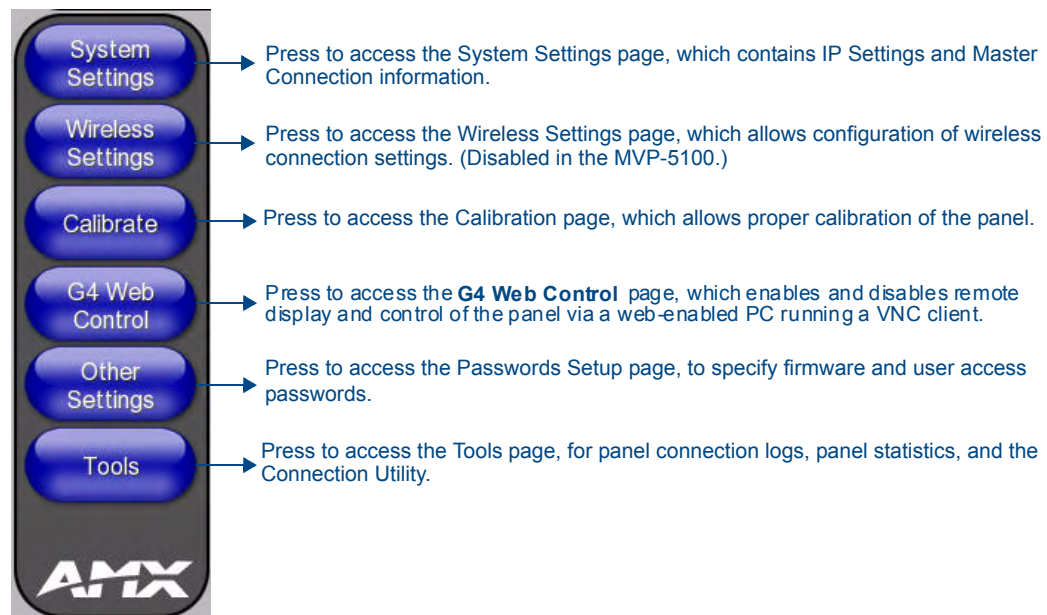 System
Settings
Press to access the System Settings page, which contains IP Settings and Master
Connection information.
Wireless
Settings
Press to access the Wireless Settings page, which allows configuration of wireless
connection settings. (Disabled in the MVP-5100.)
Calibrate
Press to access the Calibration page, which allows proper calibration of the panel.
G4 Web
Control
Press to access the G4 Web Control page, which enables and disables remote
display and control of the panel via a web-enabled PC running a VNC client.
Other
Settings
Press to access the Passwords Setup page, to specify firmware and user access
passwords.
Tools
Press to access the Tools page, for panel connection logs, panel statistics, and the
Connection Utility.
AMX